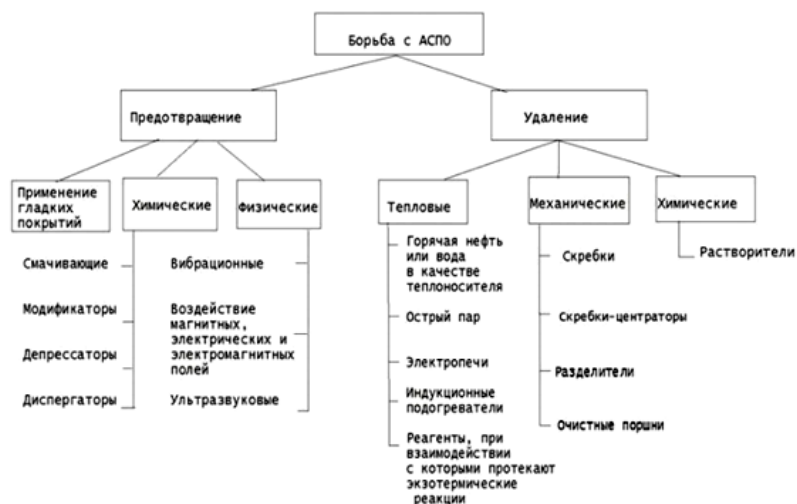 Борьба с АСПО
Предотвращение
Удаление
Применение
гладких
покрытий
Химические
Физические
Тепловые
Механические
Химические
Смачивающие
Модификаторы
Депрессаторы
Диспергаторы
Вибрационные
Воздействие
магнитных,
электрических и
электромагнитных
полей
Ультразвуковые
Горячая нефть
или вода
в качестве
теплоносителя
Острый пар
Электропечи
Индукционные
подогреватели
Реагенты, при
взаимодействии
с которыми протекают
экзотермические
реакции
Скребки
Скребки-центраторы
Разделители
Очистные поршни
Растворители